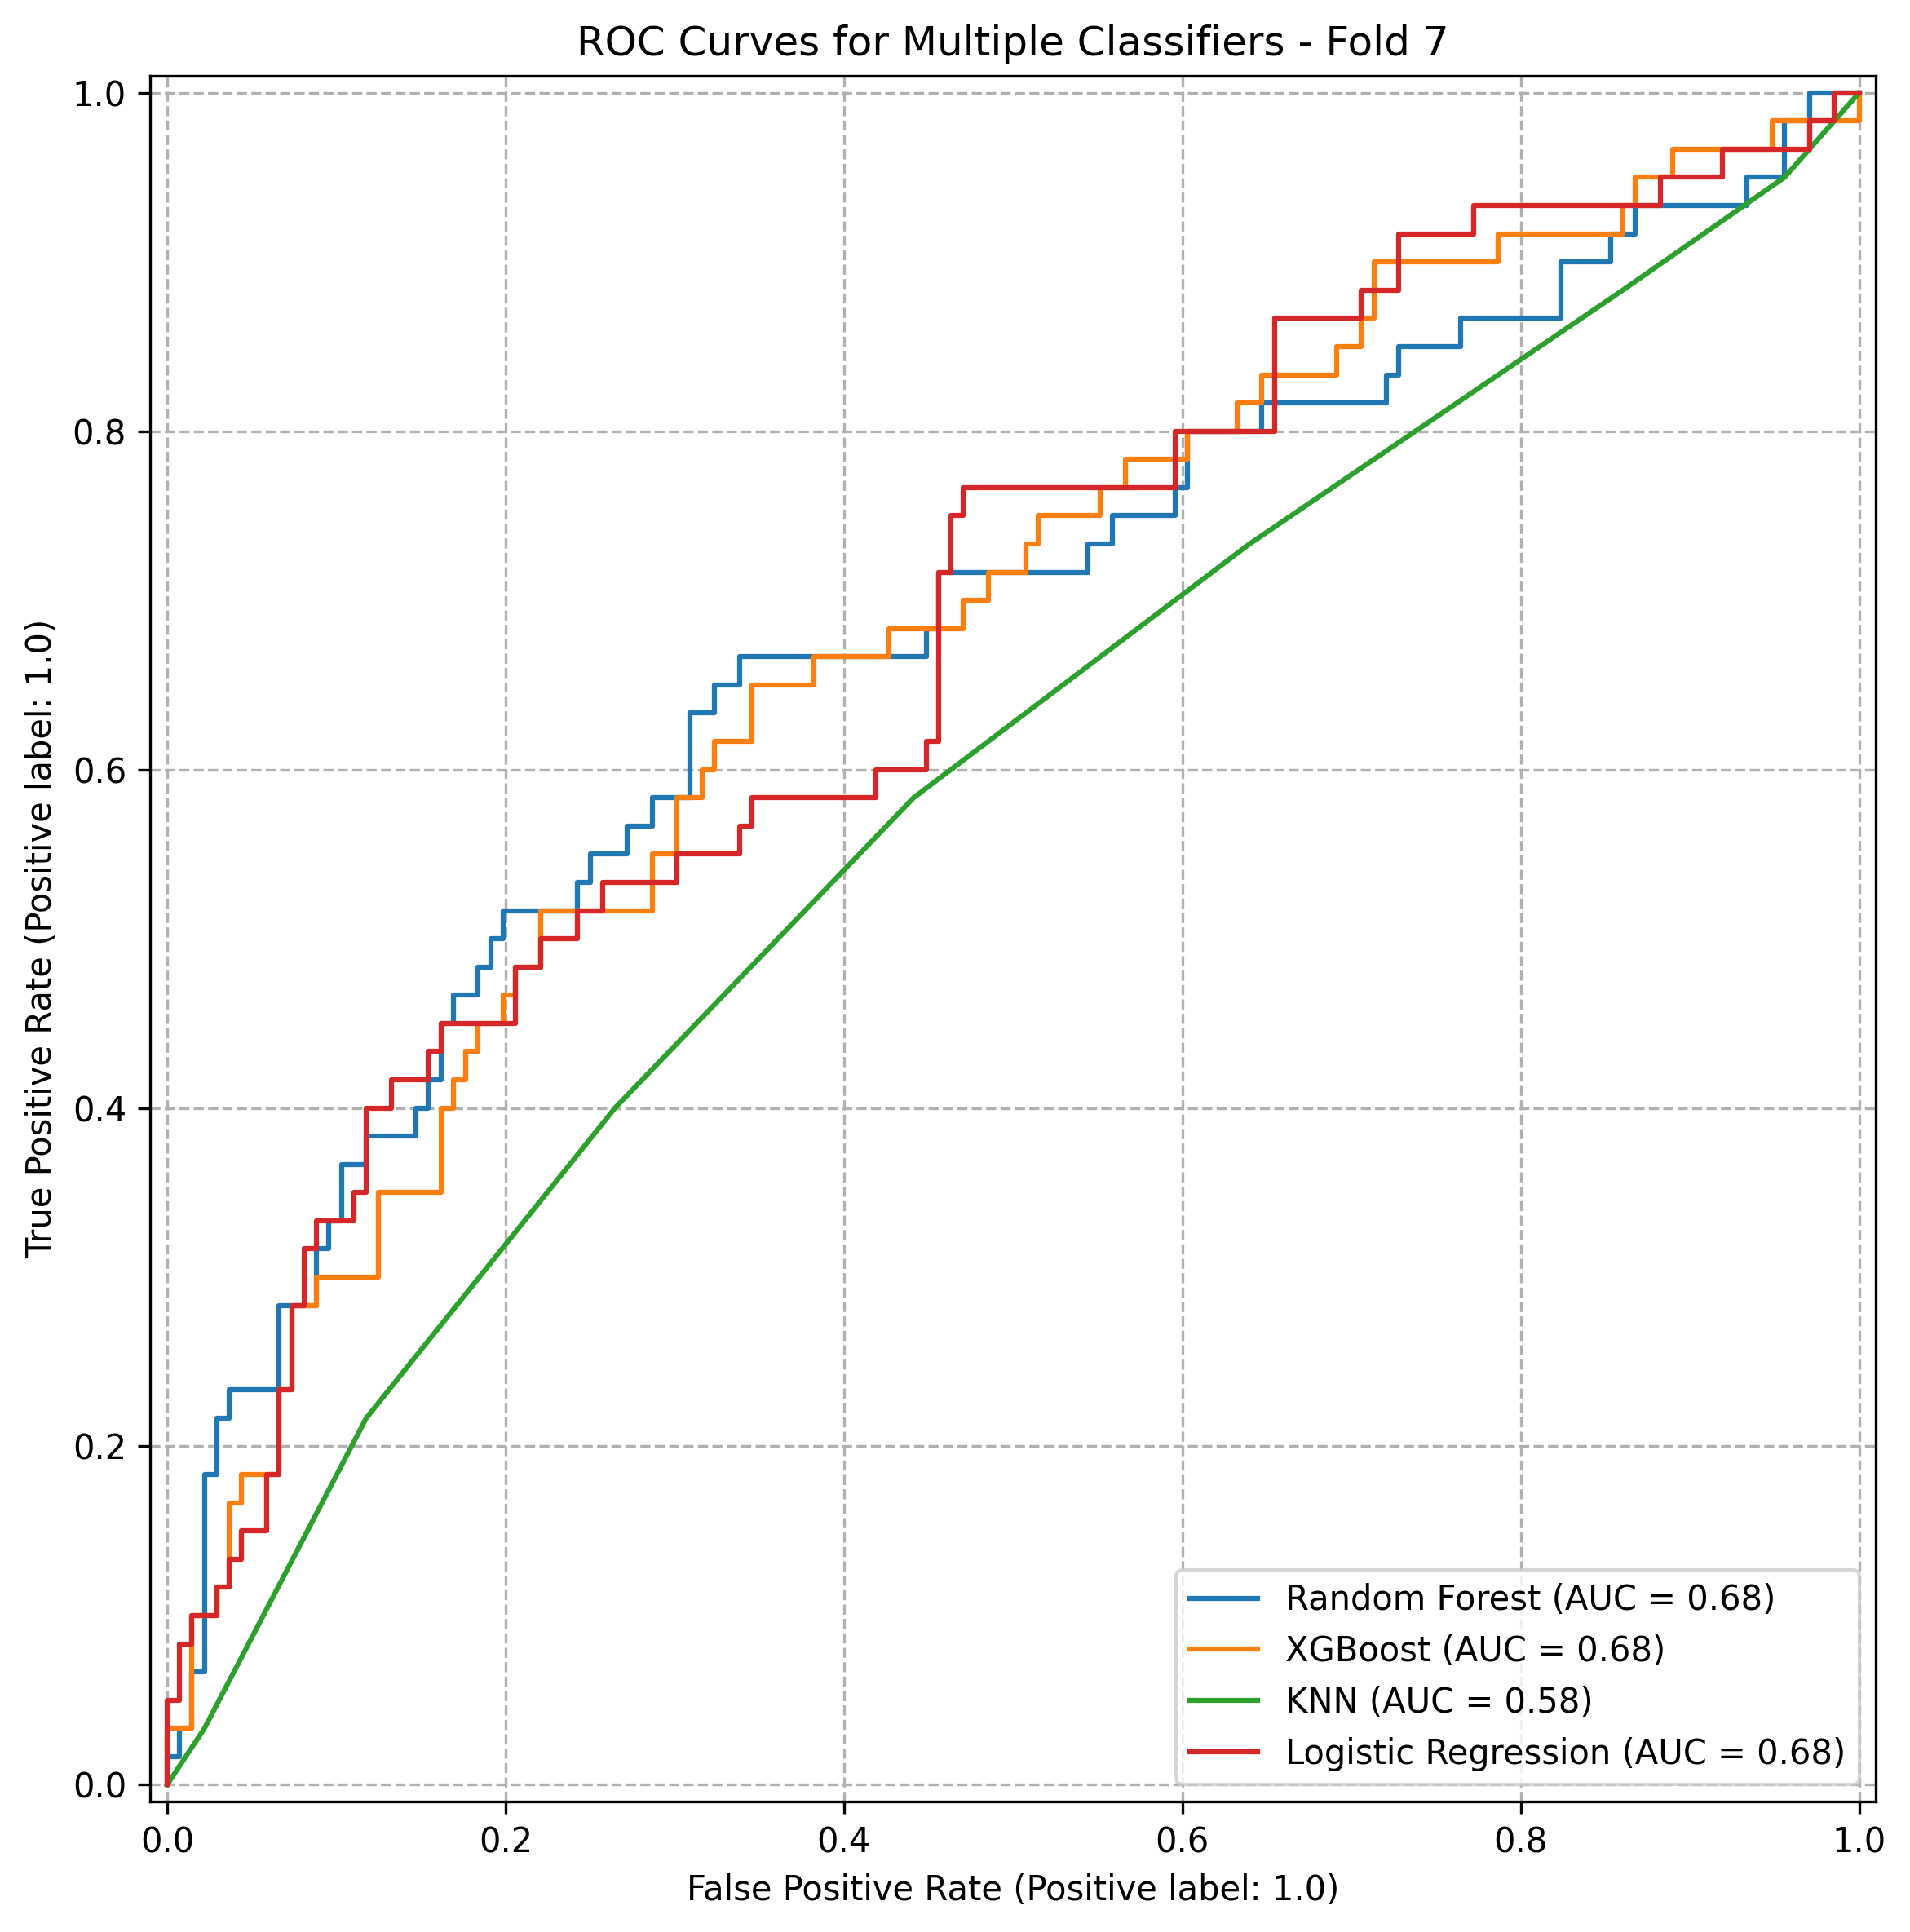 ROC Curves for Multiple Classifiers - Fold 7
True Positive Rate (Positive label: 1.0)
1.0
0.8
0.6
0.4
0.2
0.0
0.0 0.2 0.4 0.6 0.8 1.0
False Positive Rate (Positive label: 1.0)
Random Forest (AUC = 0.68)
XGBoost (AUC = 0.68)
KNN (AUC = 0.58)
Logistic Regression (AUC = 0.68)